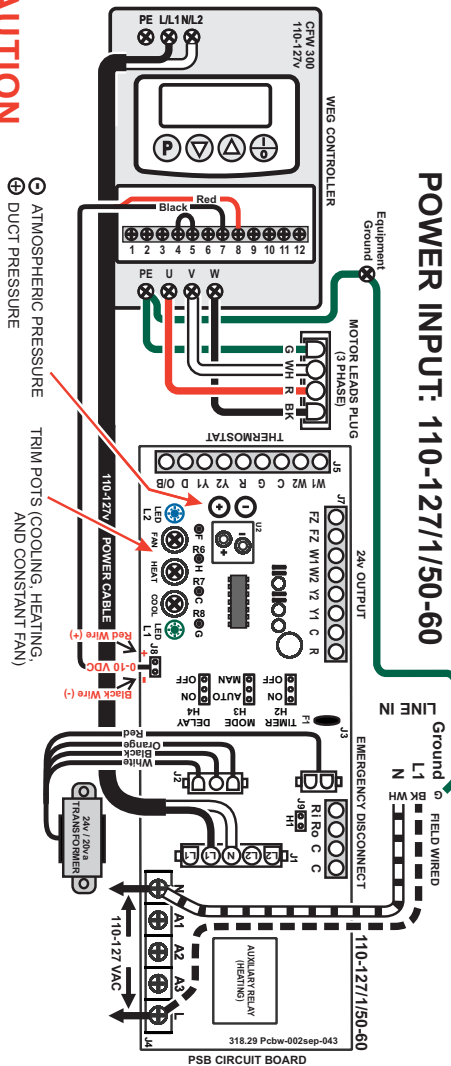 POWER INPUT: 110-127/1/50-60
AUTION
PE L/L1 N/L2
CFW 300
110-127v
WEG CONTROLLER
P
I
0
Red
Black
1 2 3 4 5 6 7 8 9 10 11 12
PE U V W
Equipment
Ground
G WH R BK
MOTOR LEADS PLUG
(3 PHASE)
ATMOSPHERIC PRESSURE
DUCT PRESSURE
TRIM POTS (COOLING, HEATING,
AND CONSTANT FAN)
110-127v POWER CABLE
THERMOSTAT
J5
O/B D Y1 Y2 R G C W2 W1
J7
FZ FZ W1 W2 Y2 Y1 C R
24v OUTPUT
U2
LED
L2
FAN
HEAT
COOL
LED
L1
F
R6
H
R7
C
R8
G
J8
Red Wire (+)
+ 0-10 VDC -
Black Wire (-)
OFF ON
H4
DELAY
MAN AUTO
H3
MODE
OFF ON
H2
TIMER
F1
J3
LINE IN
Ground G
L1 BK
N WH
FIELD WIRED
EMERGENCY DISCONNECT
J9
H1
Ri Ro C C
Red
Orange
Black
White
J2
24v / 20va
TRANSFORMER
J1
L1 L1 N L2 L2
110-127/1/50-60
N A1 A2 A3 L
J4
110-127 VAC
AUXILIARY RELAY
(HEATING)
318.29 Pcbw-002sep-043
PSB CIRCUIT BOARD